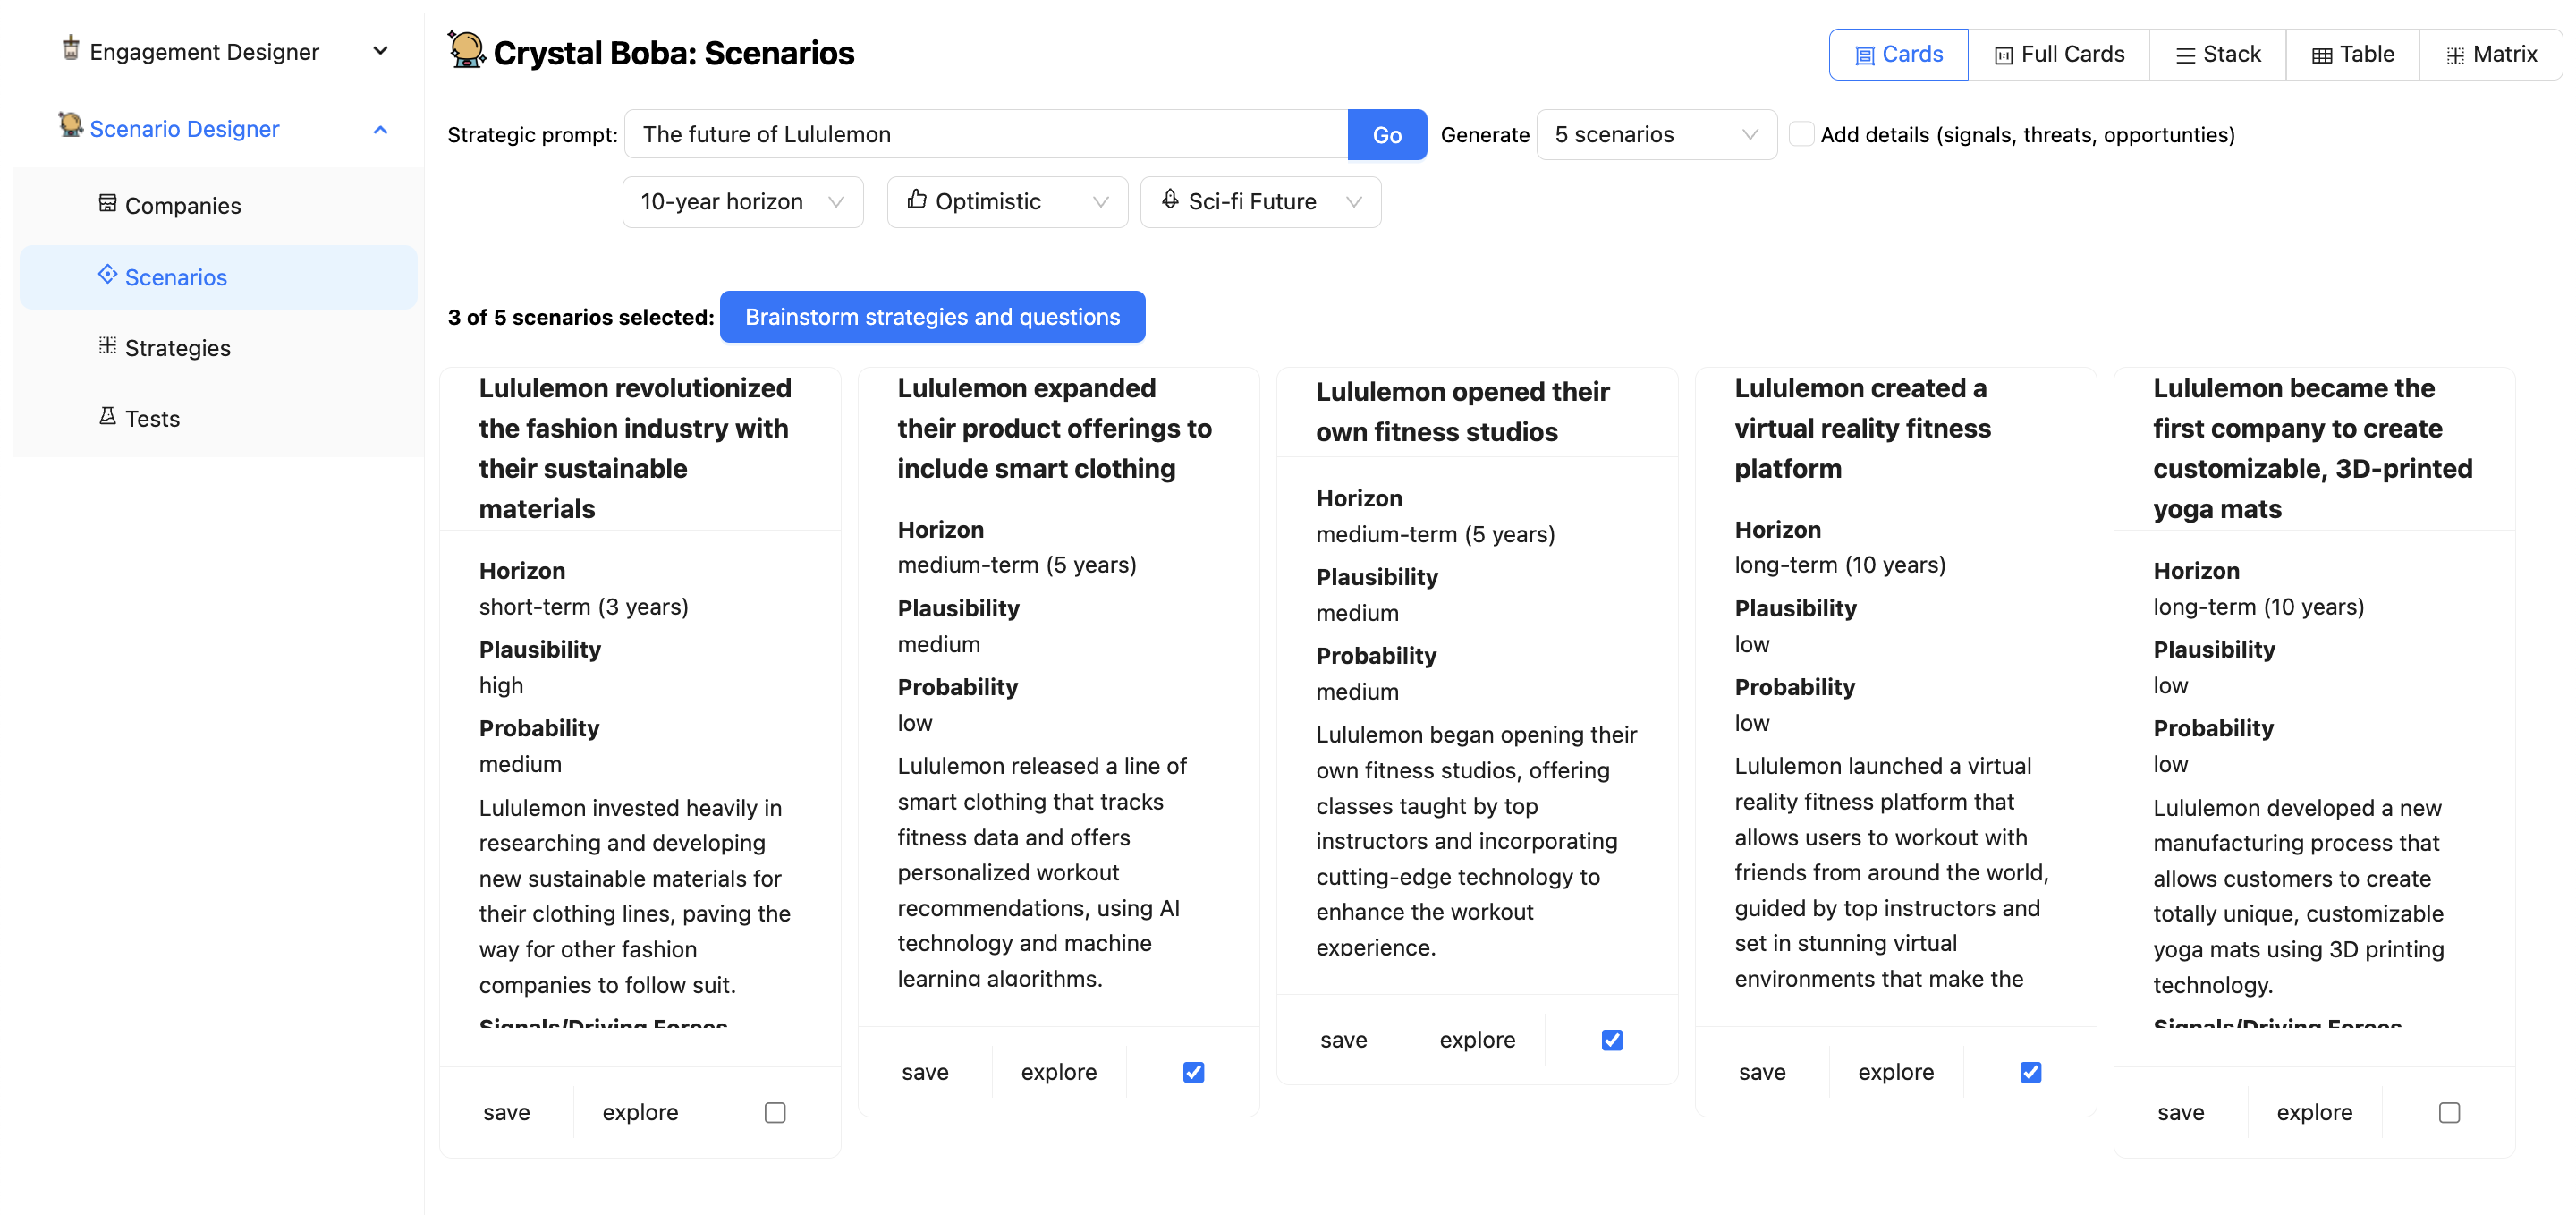 Engagement Designer
Scenario Designer
Companies
Scenarios
Strategies
Tests
Crystal Boba: Scenarios
Cards
Full Cards
Stack
Table
Matrix
Strategic prompt:
The future of Lululemon
Go
Generate
5 scenarios
Add details (signals, threats, opportunties)
10-year horizon
Optimistic
Sci-fi Future
3 of 5 scenarios selected:
Brainstorm strategies and questions
Lululemon revolutionized
the fashion industry with
their sustainable
materials
Horizon
short-term (3 years)
Plausibility
high
Probability
medium
Lululemon invested heavily in
researching and developing
new sustainable materials for
their clothing lines, paving the
way for other fashion
companies to follow suit.
Signals/Driving Forces
save
explore
Lululemon expanded
their product offerings to
include smart clothing
Horizon
medium-term (5 years)
Plausibility
medium
Probability
low
Lululemon released a line of
smart clothing that tracks
fitness data and offers
personalized workout
recommendations, using AI
technology and machine
learning algorithms.
save
explore
Lululemon opened their
own fitness studios
Horizon
medium-term (5 years)
Plausibility
medium
Probability
medium
Lululemon began opening their
own fitness studios, offering
classes taught by top
instructors and incorporating
cutting-edge technology to
enhance the workout
experience.
save
explore
Lululemon created a
virtual reality fitness
platform
Horizon
long-term (10 years)
Plausibility
low
Probability
low
Lululemon launched a virtual
reality fitness platform that
allows users to workout with
friends from around the world,
guided by top instructors and
set in stunning virtual
environments that make the
save
explore
Lululemon became the
first company to create
customizable, 3D-printed
yoga mats
Horizon
long-term (10 years)
Plausibility
low
Probability
low
Lululemon developed a new
manufacturing process that
allows customers to create
totally unique, customizable
yoga mats using 3D printing
technology.
Signals/Driving Forces
save
explore